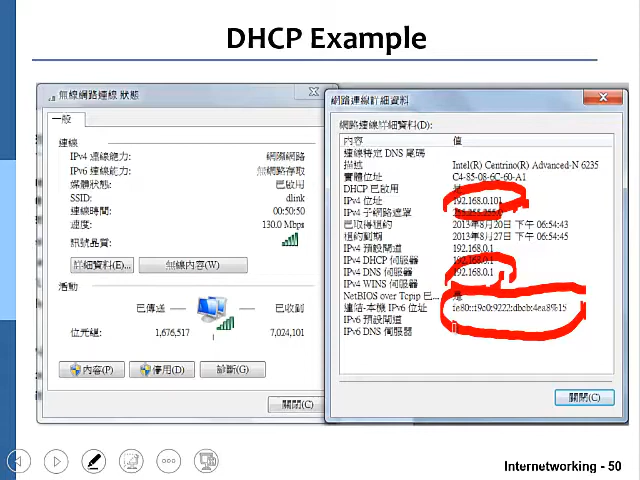 DHCP Example
無線網路連線 狀態
一般
連線
IPv4 連線能力: 網際網路
IPv6 連線能力: 無網路存取
媒體狀態: 已啟用
SSID: dlink
連線時間: 00:50:50
速度: 130.0 Mbps
訊號品質:
詳細資料(E)... 無線內容(W)
活動
已傳送 已收到
位元組: 1,676,517 7,024,101
內容(P) 停用(D) 診斷(G)
關閉(C)
網路連線詳細資料
網路連線詳細資料(D):
內容 值
連線特定 DNS 尾碼
描述 Intel(R) Centrino(R) Advanced-N 6235
實體位址 C4-85-08-6C-60-A1
DHCP 已啟用 是
IPv4 位址 192.168.0.101
IPv4 子網路遮罩
已取得租約 2013年8月20日 下午 06:54:43
租約到期 2013年8月27日 下午 06:54:45
IPv4 預設閘道 192.168.0.1
IPv4 DHCP 伺服器 192.168.0.1
IPv4 DNS 伺服器 192.168.0.1
IPv4 WINS 伺服器
NetBIOS over Tcpip 已... 是
連結-本機 IPv6 位址
IPv6 預設閘道
IPv6 DNS 伺服器
關閉(C)
Internetworking - 50